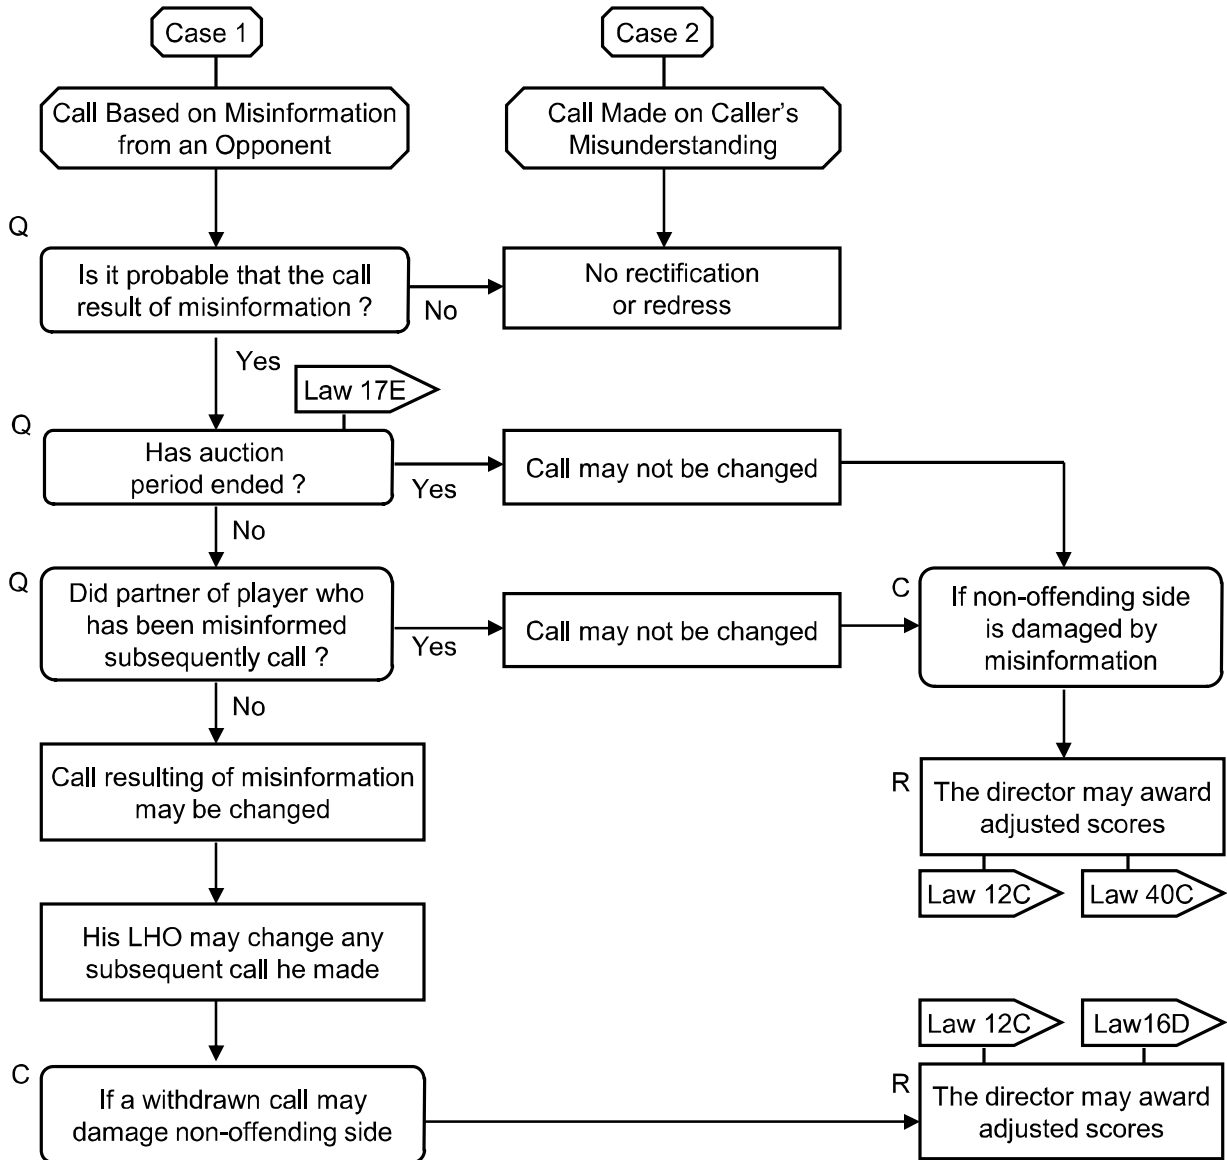 Case 1
Case 2
Call Based on Misinformation
from an Opponent
Call Made on Caller's
Misunderstanding
Q
Is it probable that the call
result of misinformation ?
No
No rectification
or redress
Yes
Law 17E
Q
Has auction
period ended ?
Yes
Call may not be changed
No
Q
Did partner of player who
has been misinformed
subsequently call ?
Yes
Call may not be changed
C
If non-offending side
is damaged by
misinformation
No
Call resulting of misinformation
may be changed
R
The director may award
adjusted scores
Law 12C
Law 40C
His LHO may change any
subsequent call he made
Law 12C
Law16D
C
If a withdrawn call may
damage non-offending side
R
The director may award
adjusted scores